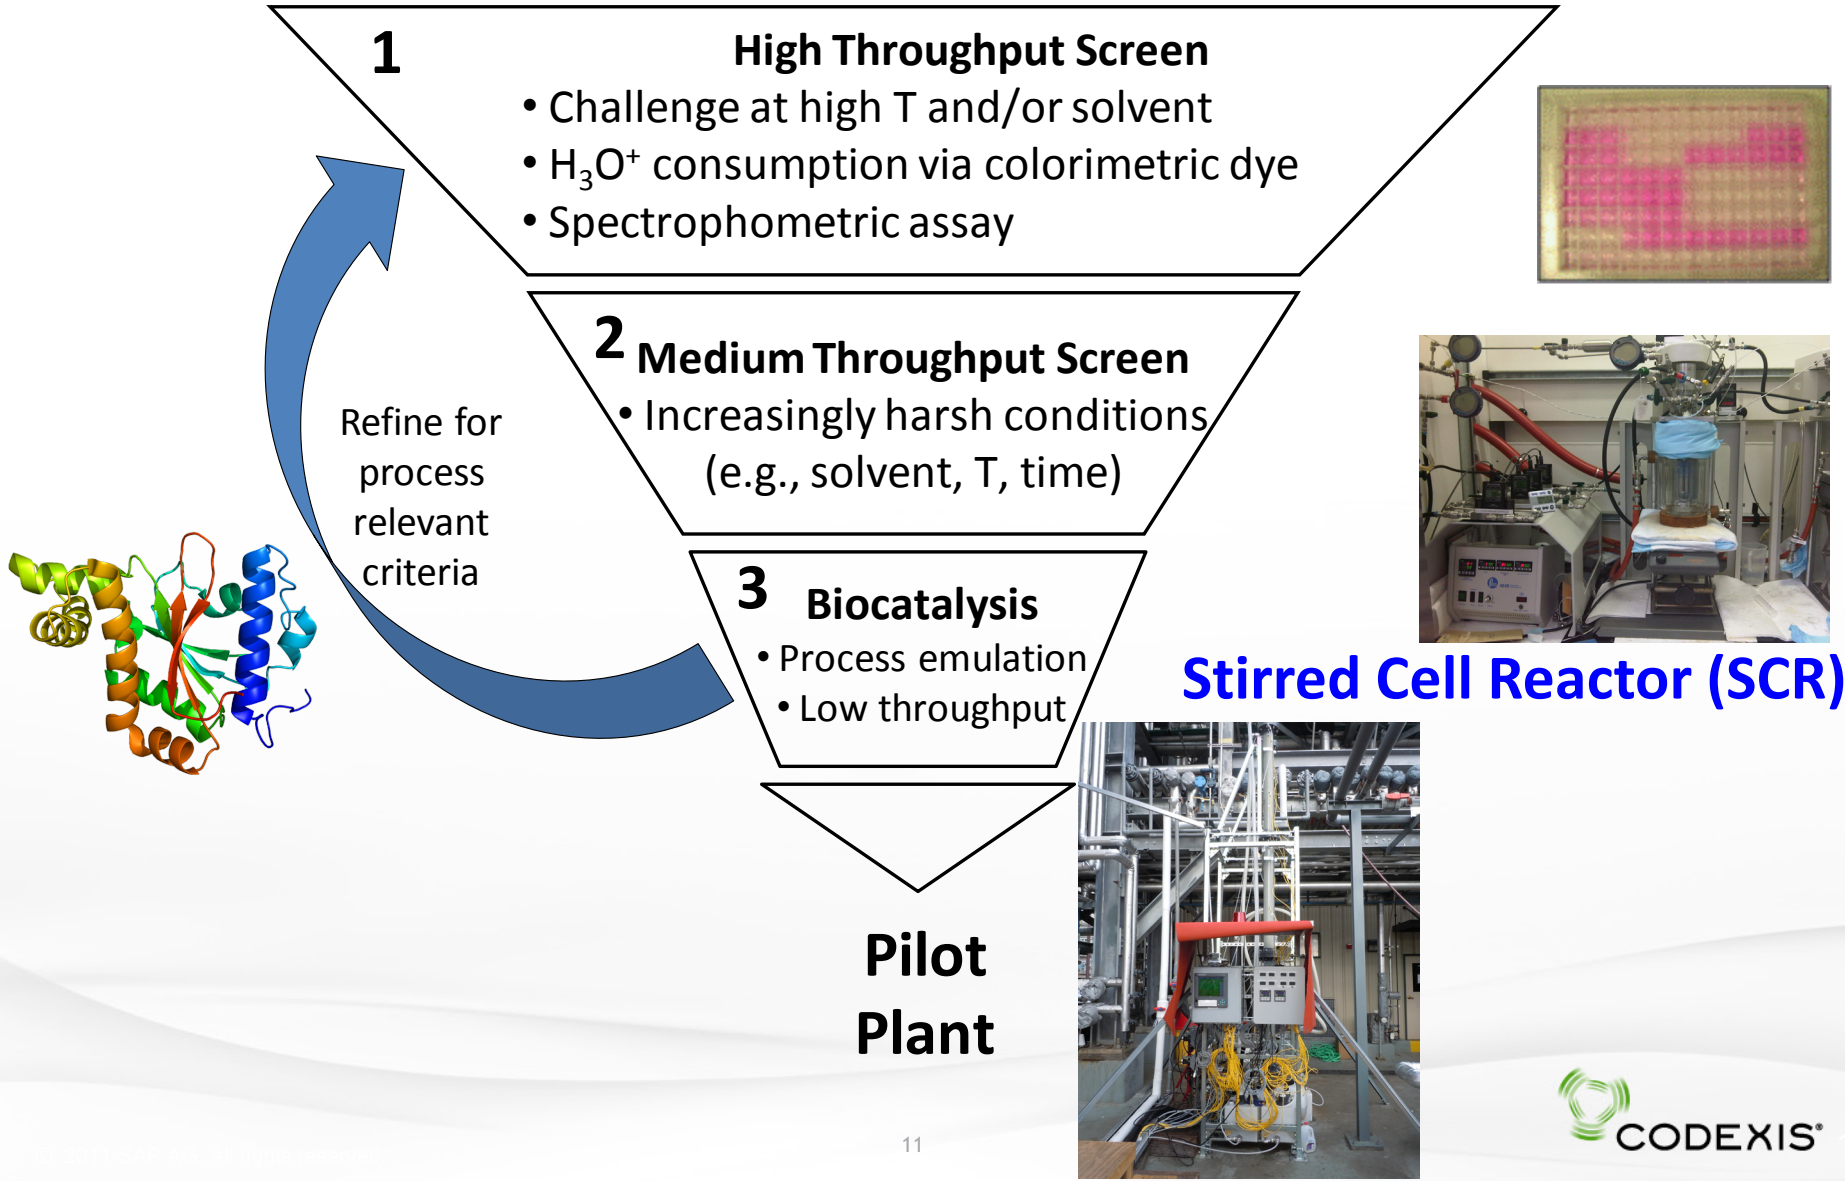 1
High Throughput Screen
• Challenge at high T and/or solvent
• H₃O⁺ consumption via colorimetric dye
• Spectrophometric assay
2
Medium Throughput Screen
• Increasingly harsh conditions
(e.g., solvent, T, time)
Refine for
process
relevant
criteria
3
Biocatalysis
• Process emulation
• Low throughput
Stirred Cell Reactor (SCR)
Pilot
Plant
11
CODEXIS®